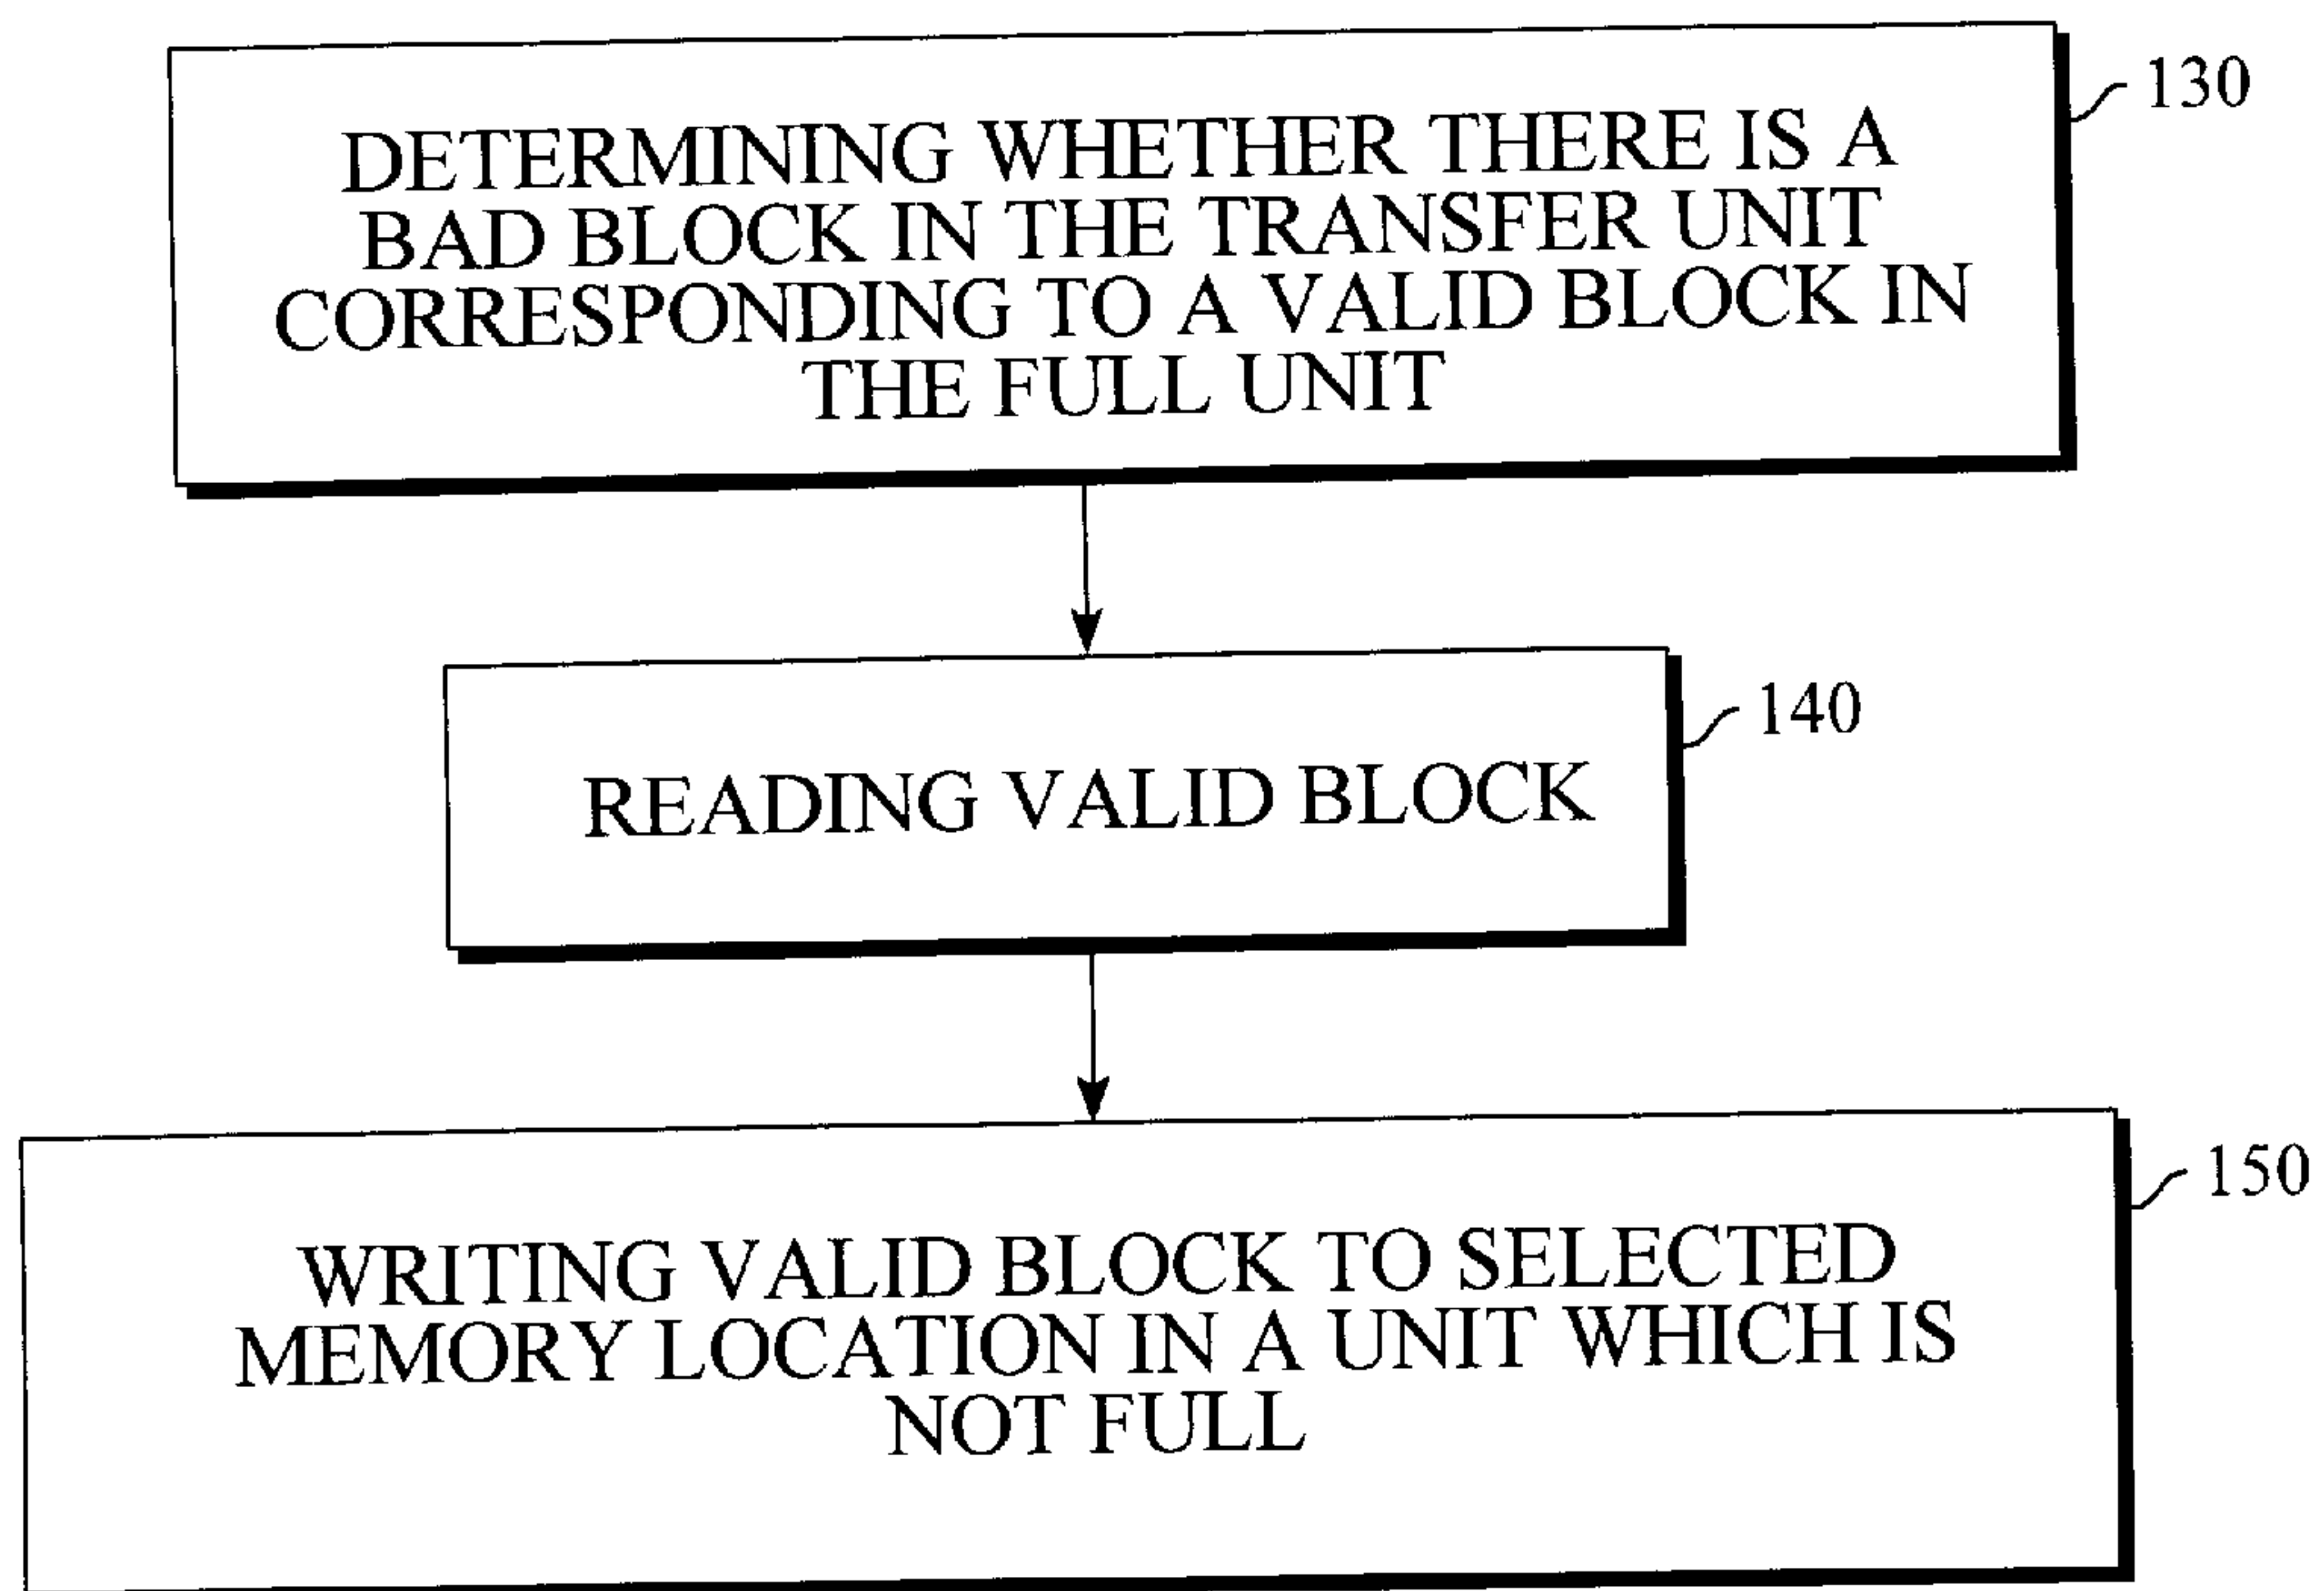 130
DETERMINING WHETHER THERE IS A
BAD BLOCK IN THE TRANSFER UNIT
CORRESPONDING TO A VALID BLOCK IN
THE FULL UNIT
140
READING VALID BLOCK
150
WRITING VALID BLOCK TO SELECTED
MEMORY LOCATION IN A UNIT WHICH IS
NOT FULL